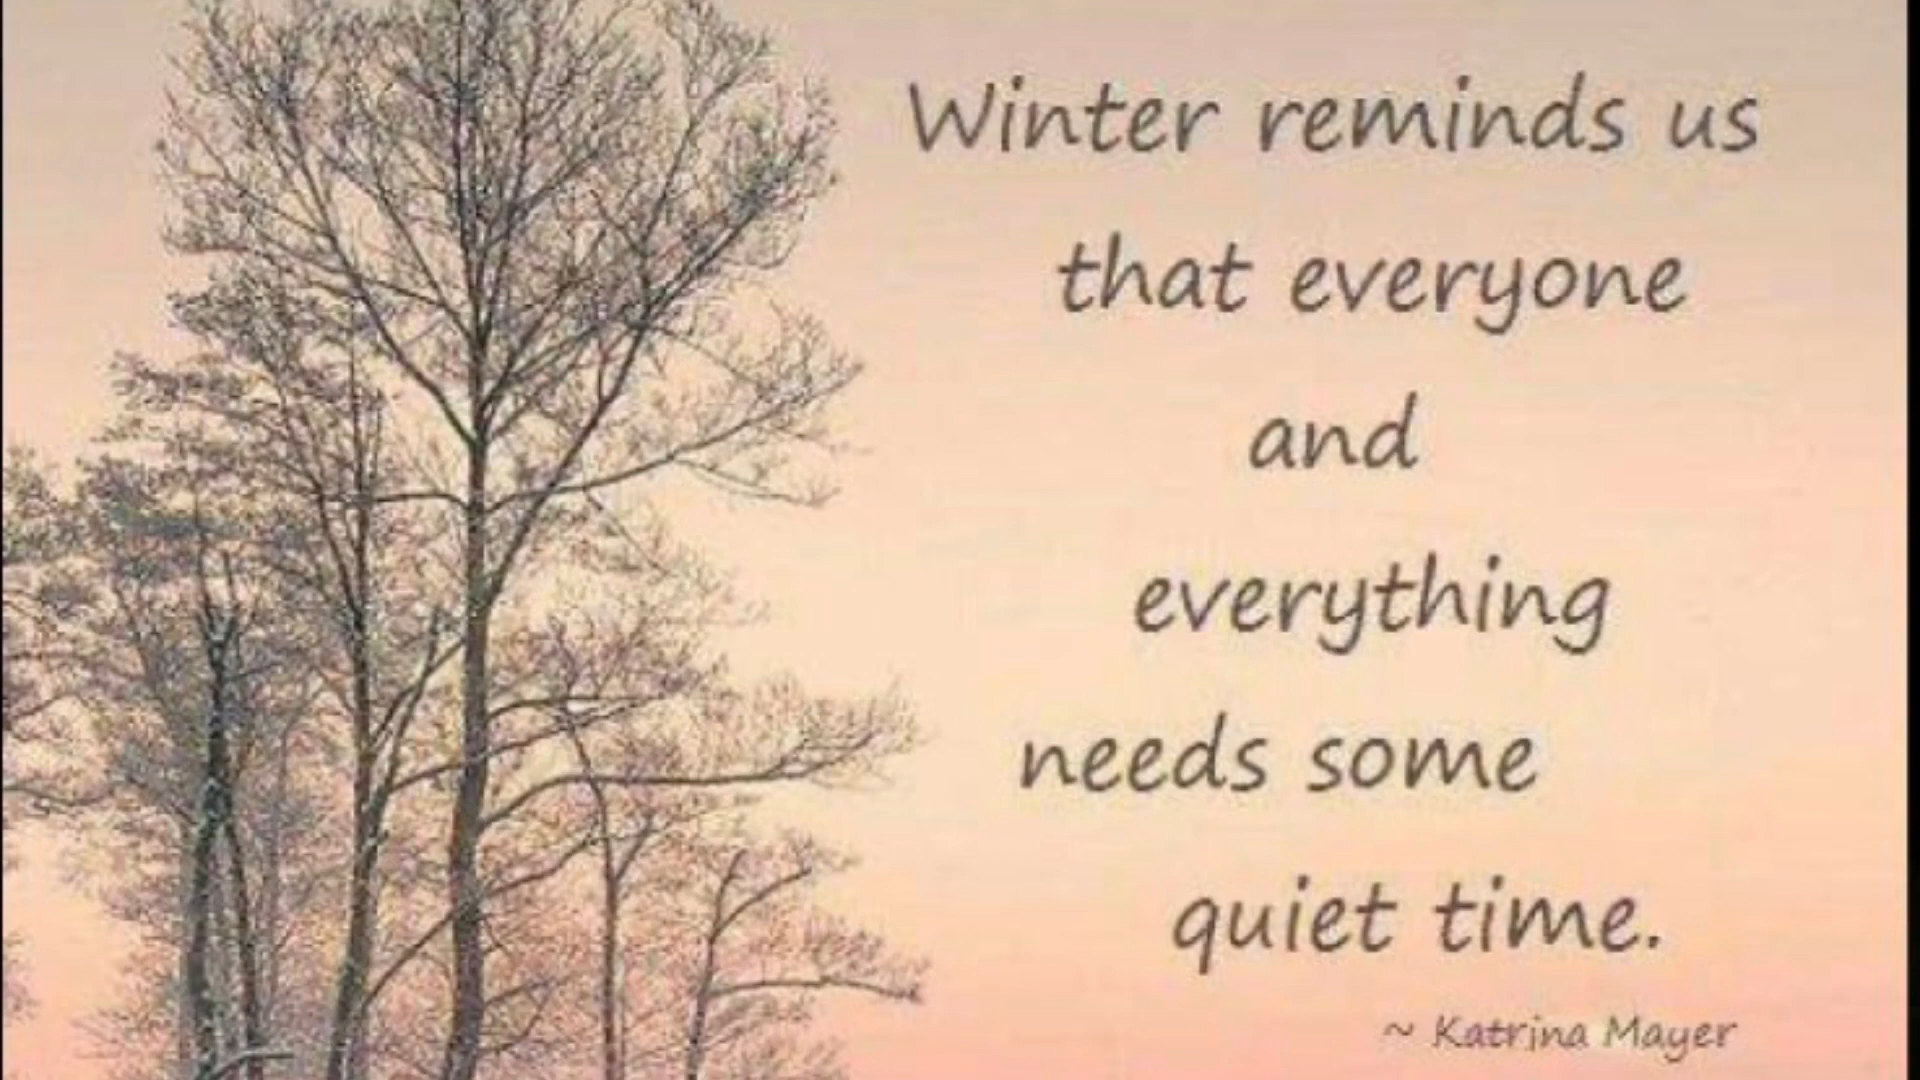 Winter reminds us
that everyone
and
everything
needs some
quiet time.
~ Katrina Mayer